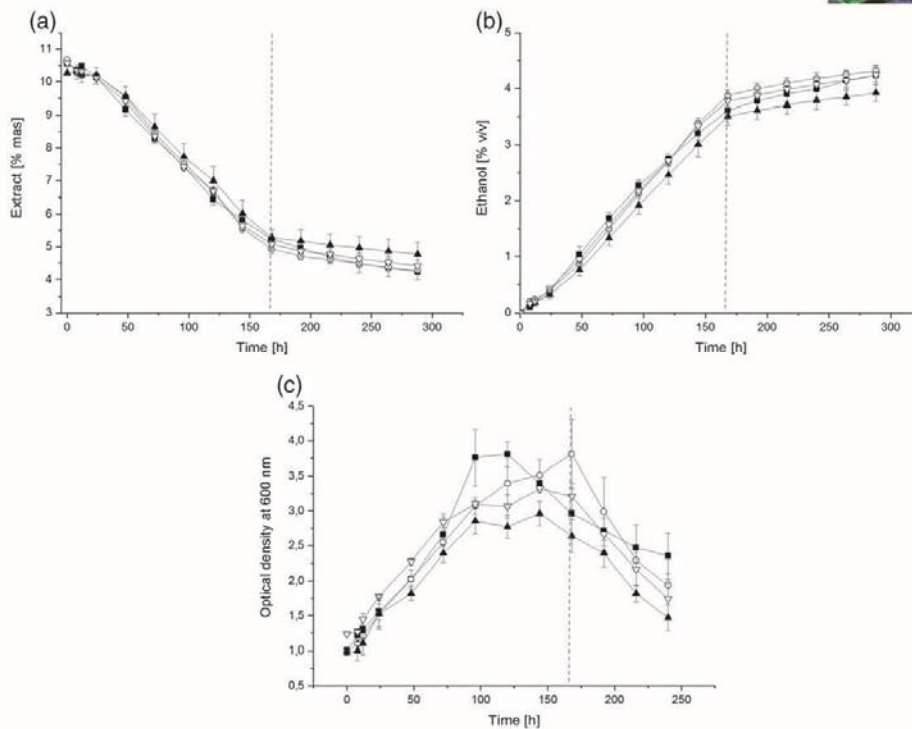 (a)
11
10
9
8
7
6
5
4
3
Extract [% mas]
0 50 100 150 200 250 300
Time [h]
(b)
5
4
3
2
1
0
Ethanol [% v/v]
50 100 150 200 250 300
Time [h]
(c)
4,5
4,0
3,5
3,0
2,5
2,0
1,5
1,0
0,5
Optical density at 600 nm
0 50 100 150 200 250
Time [h]